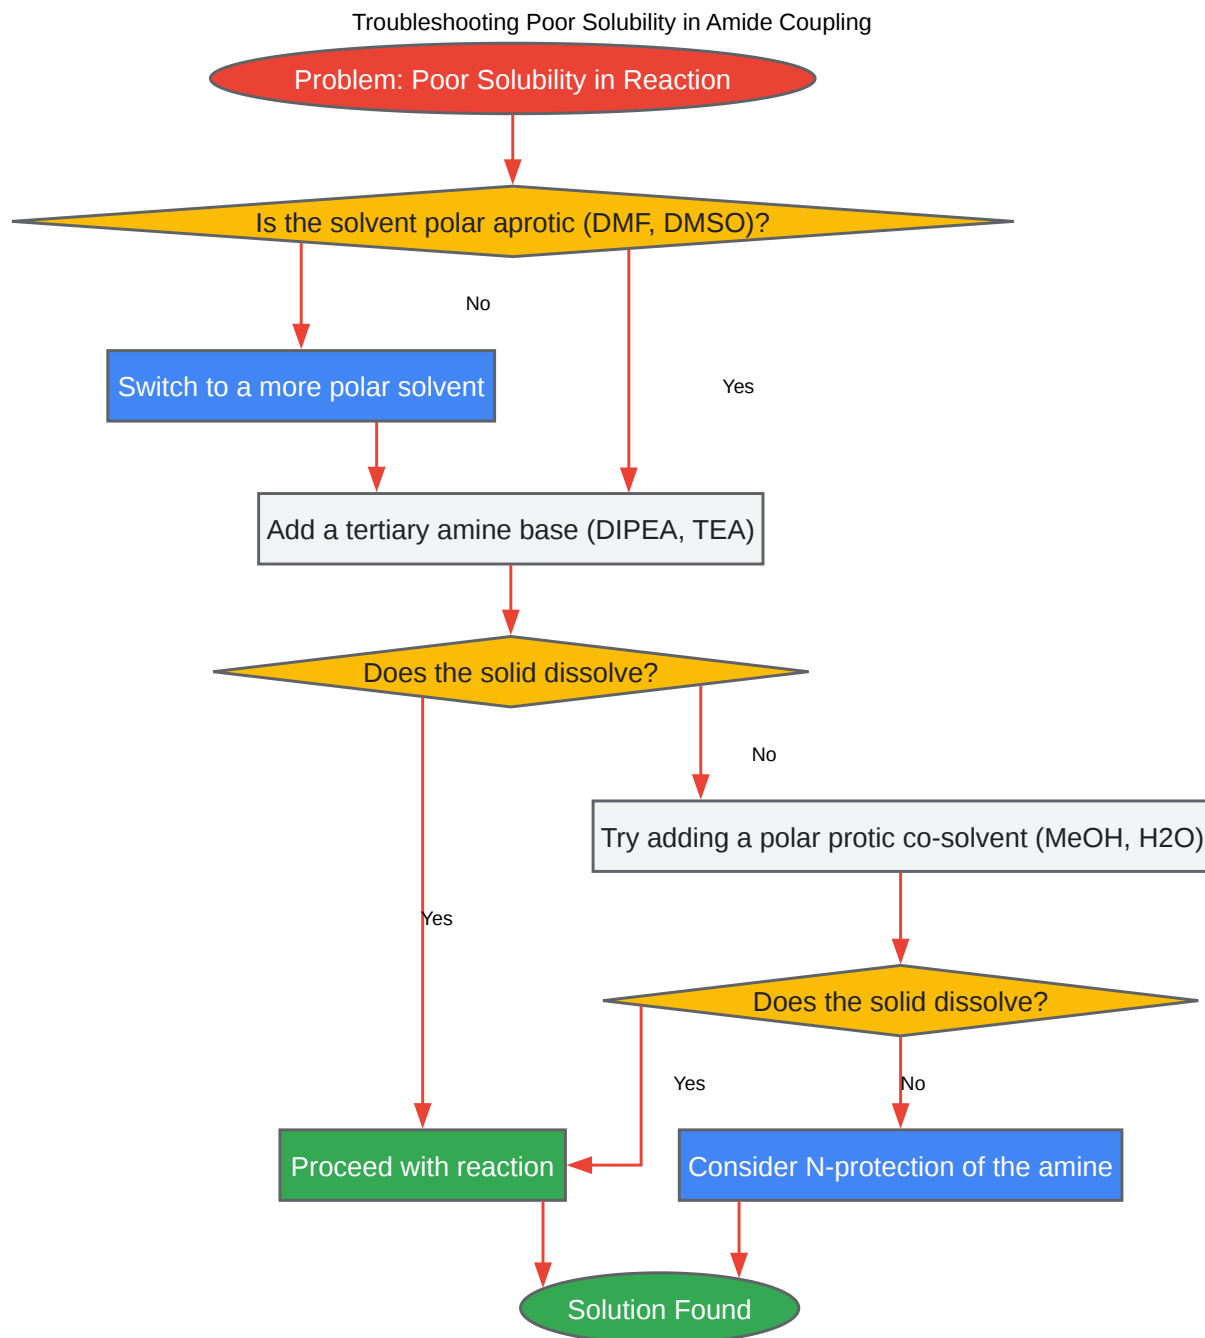 Troubleshooting Poor Solubility in Amide Coupling
Problem: Poor Solubility in Reaction
Is the solvent polar aprotic (DMF, DMSO)?
No
Switch to a more polar solvent
Yes
Add a tertiary amine base (DIPEA, TEA)
Does the solid dissolve?
No
Try adding a polar protic co-solvent (MeOH, H2O)
Yes
Does the solid dissolve?
Yes
No
Proceed with reaction
Consider N-protection of the amine
Solution Found